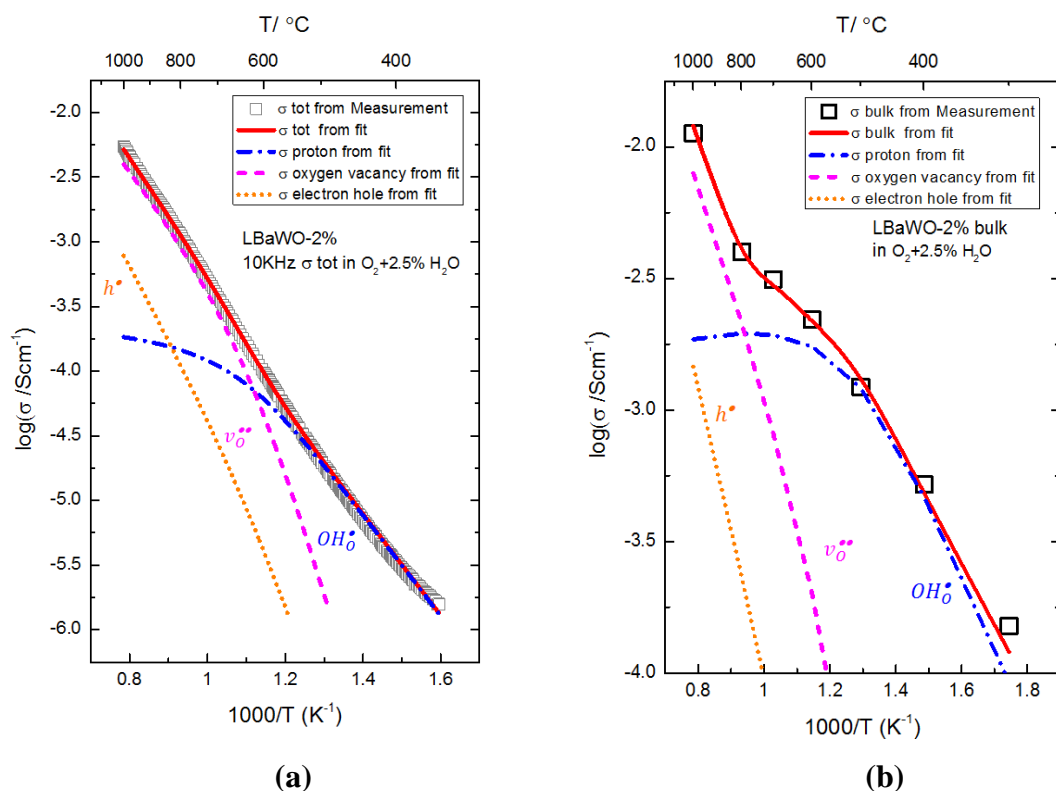 T/ °C
1000 800 600 400
-2.0
-2.5
-3.0
-3.5
-4.0
-4.5
-5.0
-5.5
-6.0
log(σ /Scm⁻¹)
σ tot from Measurement
σ tot from fit
σ proton from fit
σ oxygen vacancy from fit
σ electron hole from fit
LBaWO-2%
10KHz σ tot in O₂+2.5% H₂O
h•
v_O••
OH_O•
0.8 1 1.2 1.4 1.6
1000/T (K⁻¹)
(a)
T/ °C
1000 800 600 400
-2.0
-2.5
-3.0
-3.5
-4.0
log(σ /Scm⁻¹)
σ bulk from Measurement
σ bulk from fit
σ proton from fit
σ oxygen vacancy from fit
σ electron hole from fit
LBaWO-2% bulk
in O₂+2.5% H₂O
h•
v_O••
OH_O•
0.8 1 1.2 1.4 1.6 1.8
1000/T (K⁻¹)
(b)